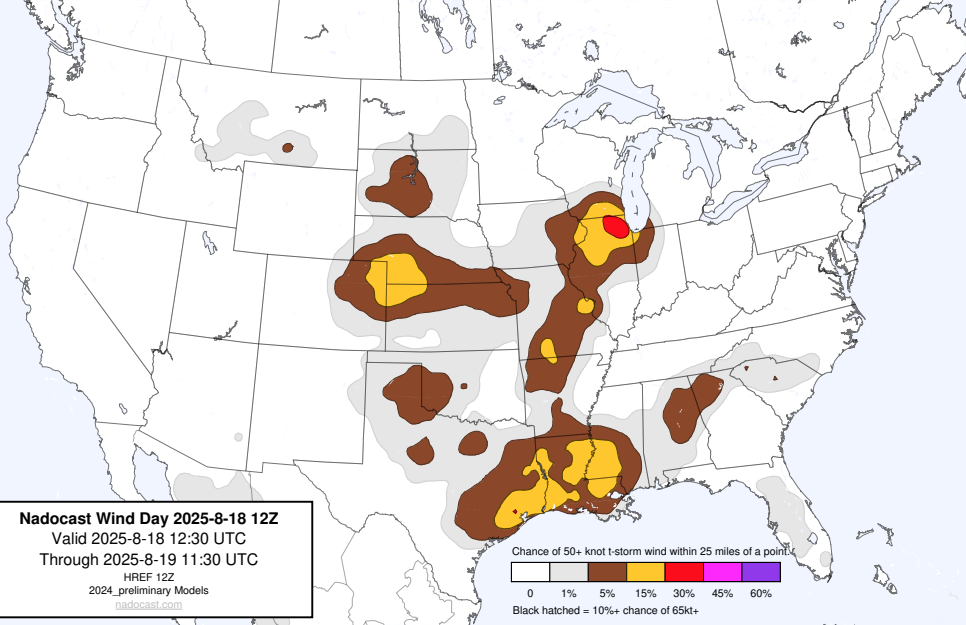 Nadocast Wind Day 2025-8-18 12Z
Valid 2025-8-18 12:30 UTC
Through 2025-8-19 11:30 UTC
HREF 12Z
2024_preliminary Models
nadocast.com
Chance of 50+ knot t-storm wind within 25 miles of a point.
0 1% 5% 15% 30% 45% 60%
Black hatched = 10%+ chance of 65kt+